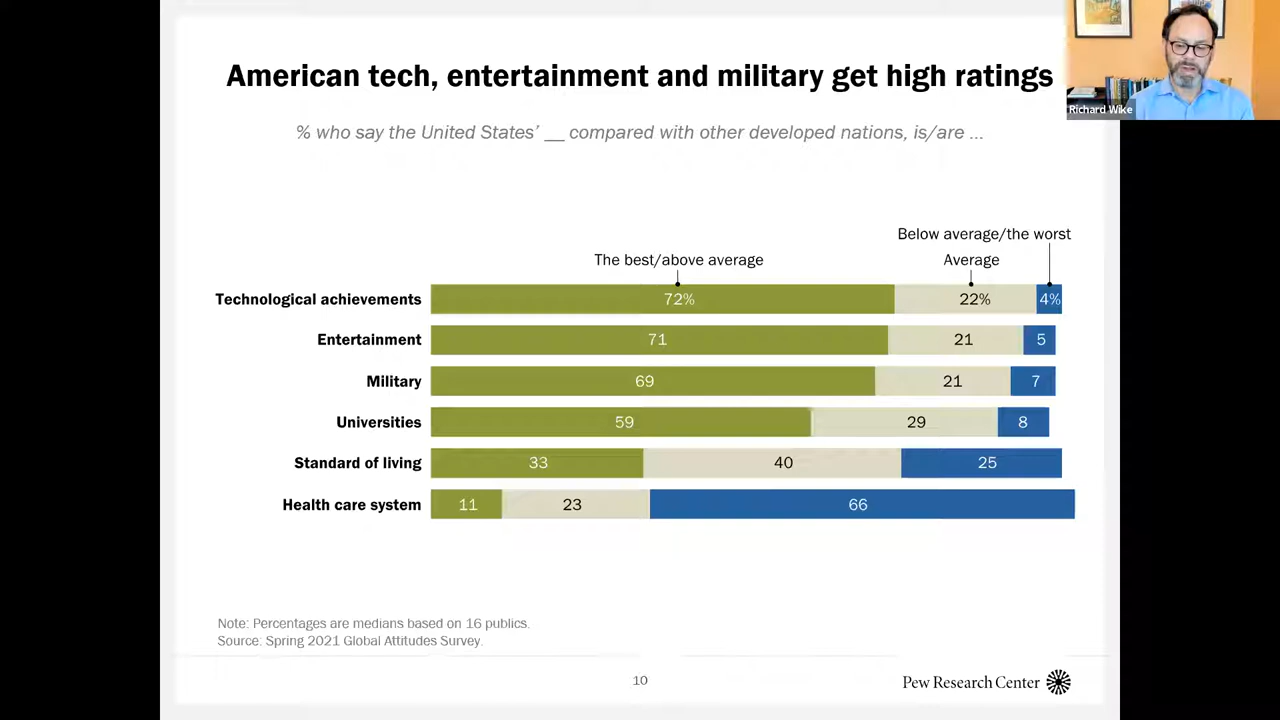 American tech, entertainment and military get high ratings
Richard Wike
% who say the United States’ __ compared with other developed nations, is/are ...
Below average/the worst
The best/above average
Average
Technological achievements 72% 22% 4%
Entertainment 71 21 5
Military 69 21 7
Universities 59 29 8
Standard of living 33 40 25
Health care system 11 23 66
Note: Percentages are medians based on 16 publics.
Source: Spring 2021 Global Attitudes Survey.
10
Pew Research Center